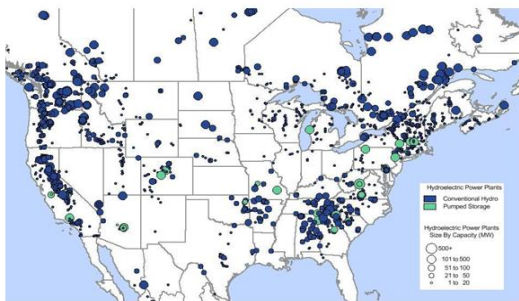 Hydroelectric Power Plants
Conventional Hydro
Pumped Storage
Hydroelectric Power Plants
Size By Capacity (MW)
500+
101 to 500
51 to 100
21 to 50
1 to 20